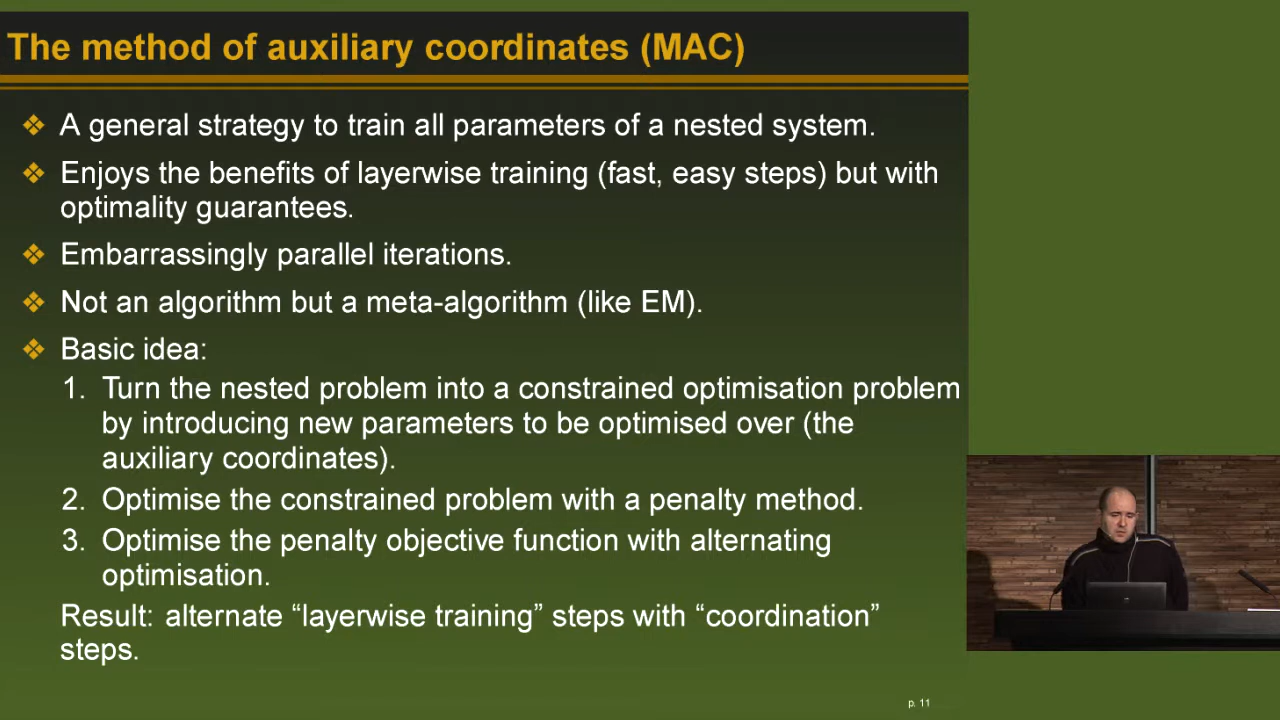 The method of auxiliary coordinates (MAC)
❖ A general strategy to train all parameters of a nested system.
❖ Enjoys the benefits of layerwise training (fast, easy steps) but with
optimality guarantees.
❖ Embarrassingly parallel iterations.
❖ Not an algorithm but a meta-algorithm (like EM).
❖ Basic idea:
1. Turn the nested problem into a constrained optimisation problem
by introducing new parameters to be optimised over (the
auxiliary coordinates).
2. Optimise the constrained problem with a penalty method.
3. Optimise the penalty objective function with alternating
optimisation.
Result: alternate “layerwise training” steps with “coordination”
steps.
p. 11